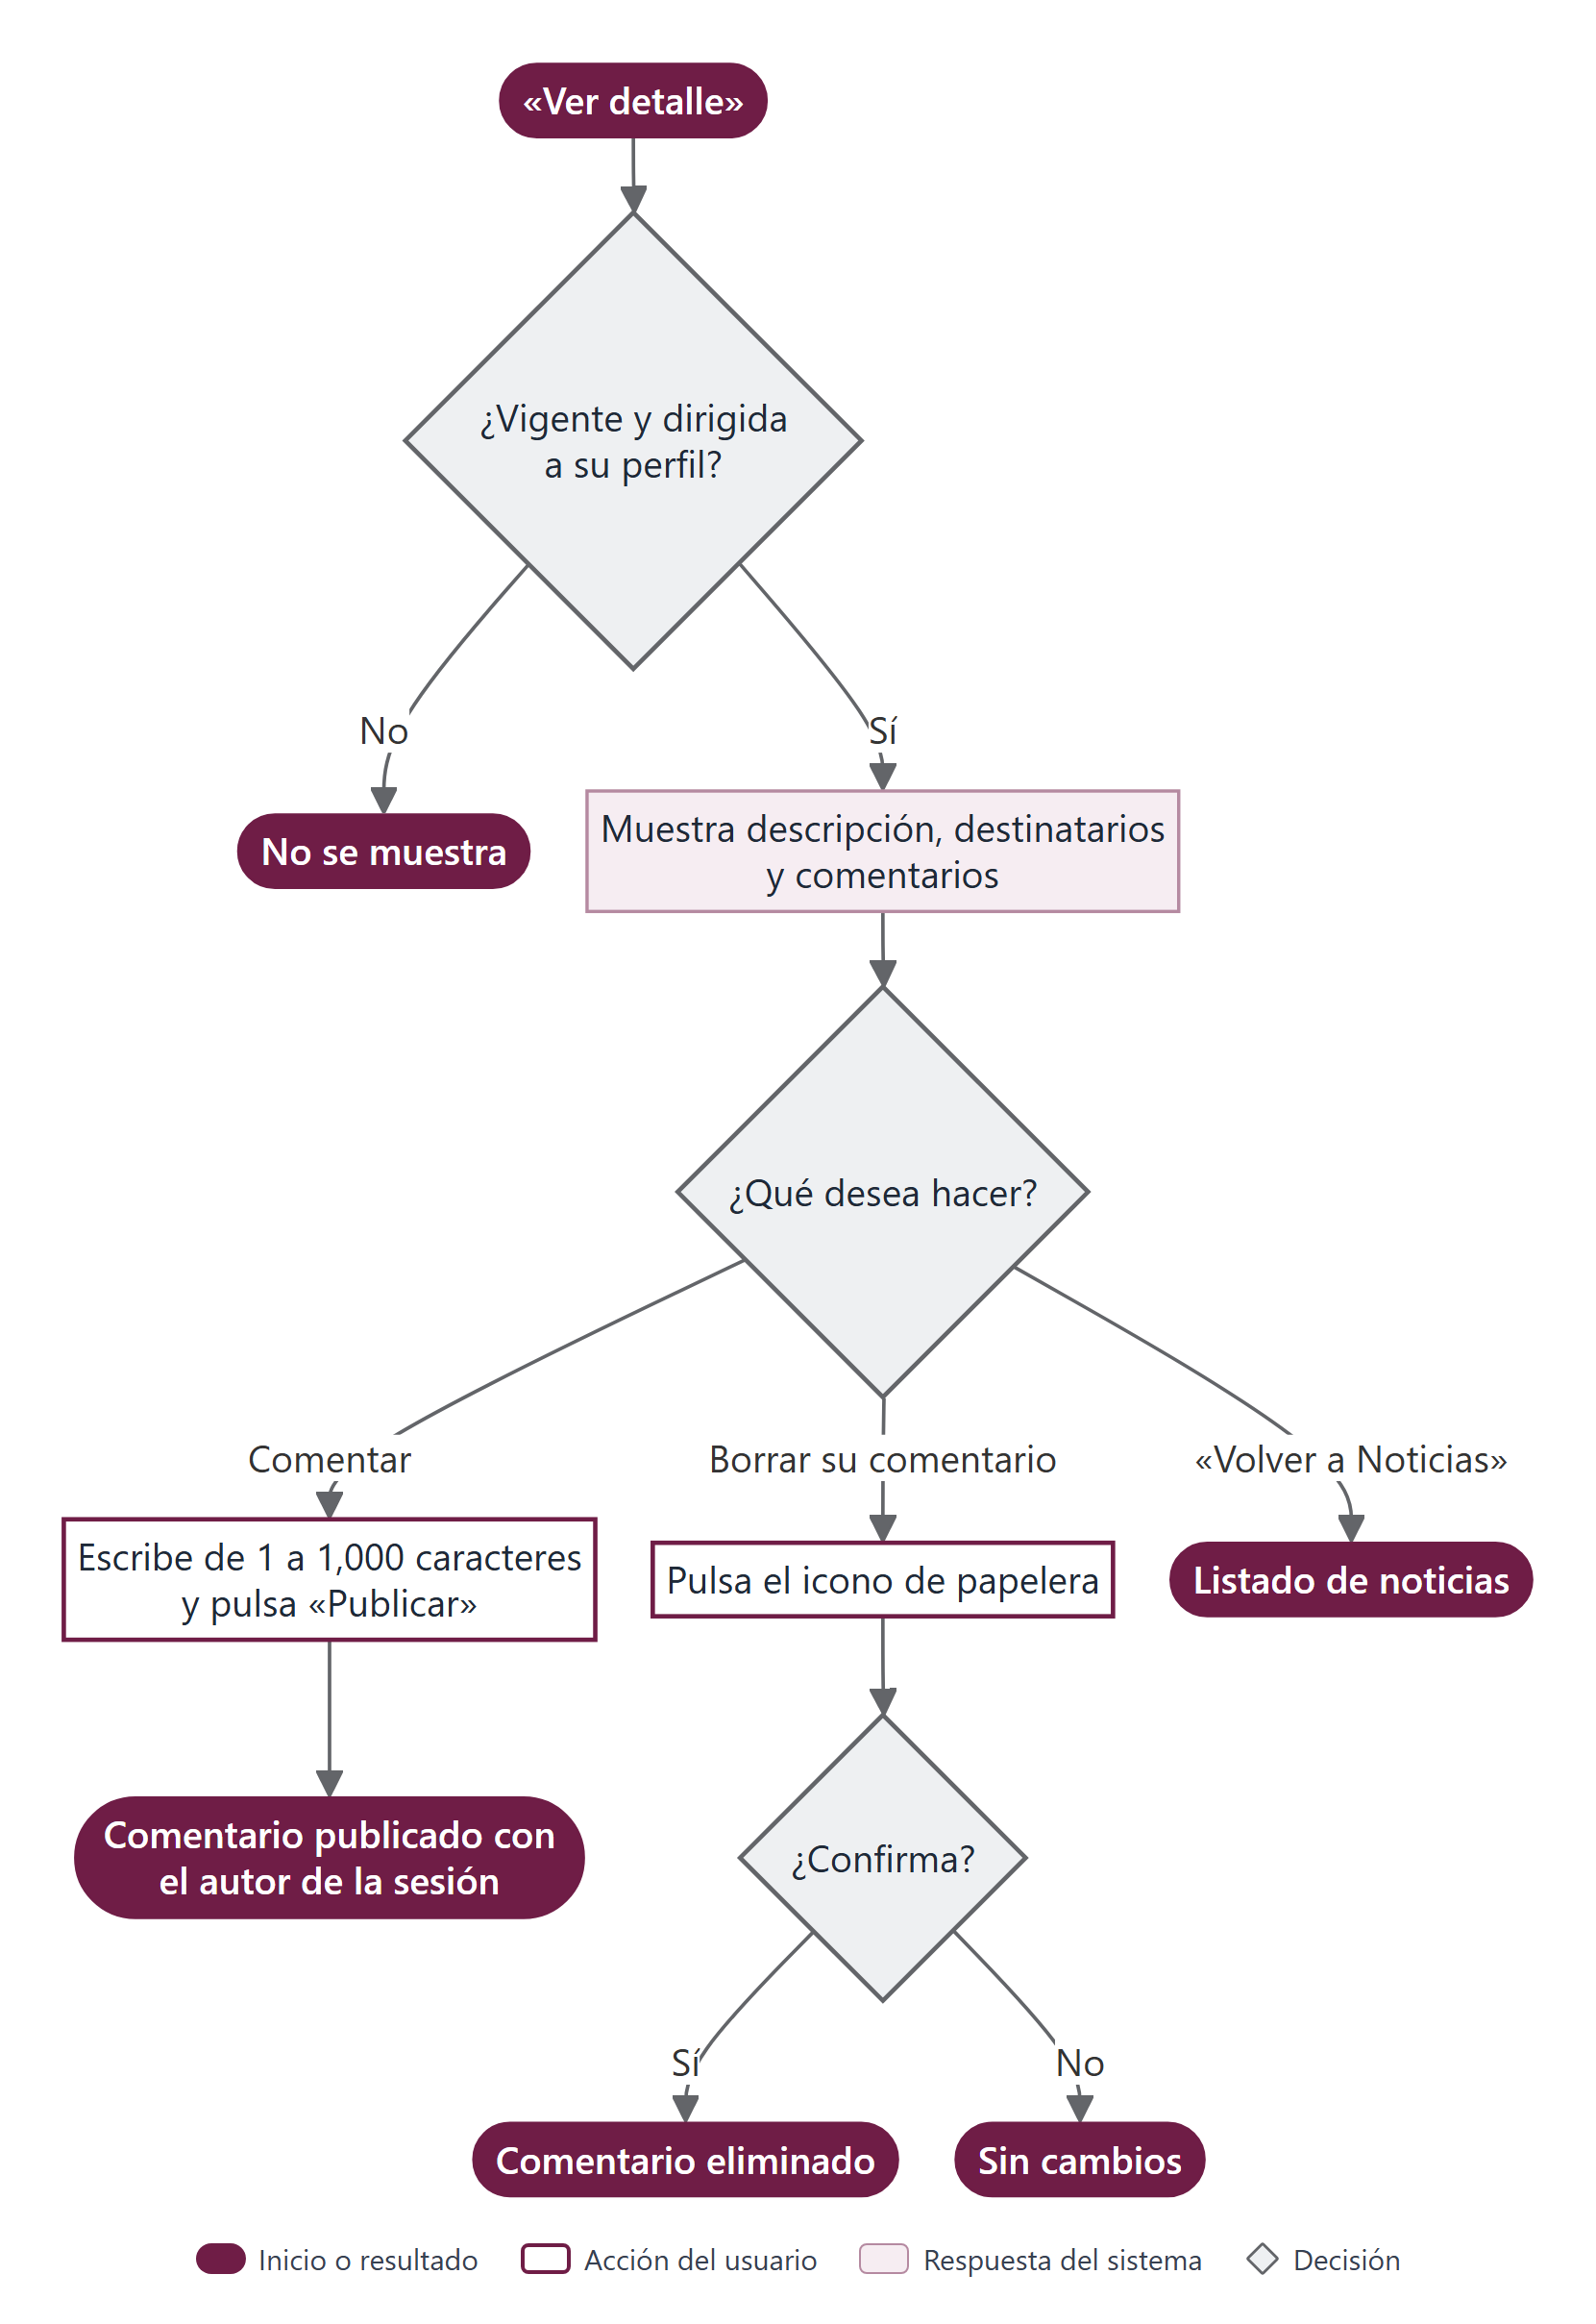 «Ver detalle»
¿Vigente y dirigida
a su perfil?
No
Sí
No se muestra
Muestra descripción, destinatarios
y comentarios
¿Qué desea hacer?
Comentar
Borrar su comentario
«Volver a Noticias»
Escribe de 1 a 1,000 caracteres
y pulsa «Publicar»
Pulsa el icono de papelera
Listado de noticias
Comentario publicado con
el autor de la sesión
¿Confirma?
Sí
No
Comentario eliminado
Sin cambios
Inicio o resultado
Acción del usuario
Respuesta del sistema
Decisión